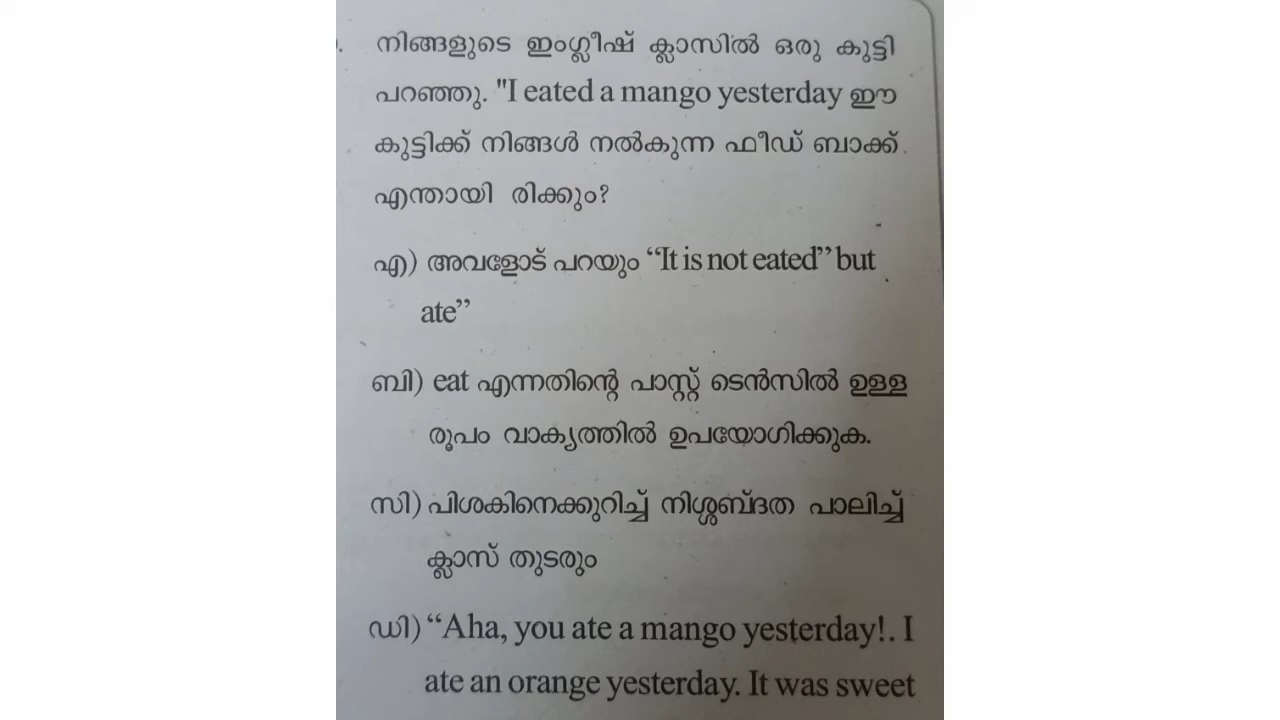 . നിങ്ങളുടെ ഇംഗ്ലീഷ് ക്ലാസിൽ ഒരു കുട്ടി
പറഞ്ഞു. "I eated a mango yesterday ഈ
കുട്ടിക്ക് നിങ്ങൾ നൽകുന്ന ഫീഡ് ബാക്ക്
എന്തായി രിക്കും?
എ) അവളോട് പറയും “It is not eated” but
ate”
ബി) eat എന്നതിന്റെ പാസ്റ്റ് ടെൻസിൽ ഉള്ള
രൂപം വാക്യത്തിൽ ഉപയോഗിക്കുക.
സി) പിശകിനെക്കുറിച്ച് നിശ്ശബ്ദത പാലിച്ച്
ക്ലാസ് തുടരും
ഡി) “Aha, you ate a mango yesterday!. I
ate an orange yesterday. It was sweet